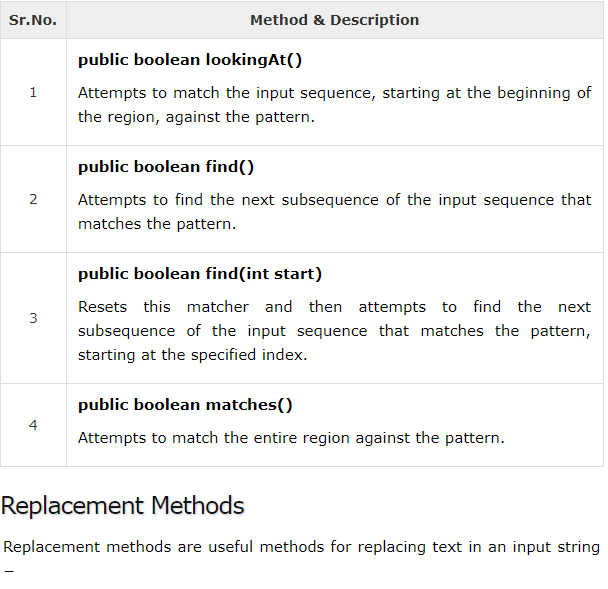 Sr.No. Method & Description
public boolean lookingAt()
1
Attempts to match the input sequence, starting at the beginning of
the region, against the pattern.
public boolean find()
2
Attempts to find the next subsequence of the input sequence that
matches the pattern.
public boolean find(int start)
3
Resets this matcher and then attempts to find the next
subsequence of the input sequence that matches the pattern,
starting at the specified index.
public boolean matches()
4
Attempts to match the entire region against the pattern.
Replacement Methods
Replacement methods are useful methods for replacing text in an input string
−